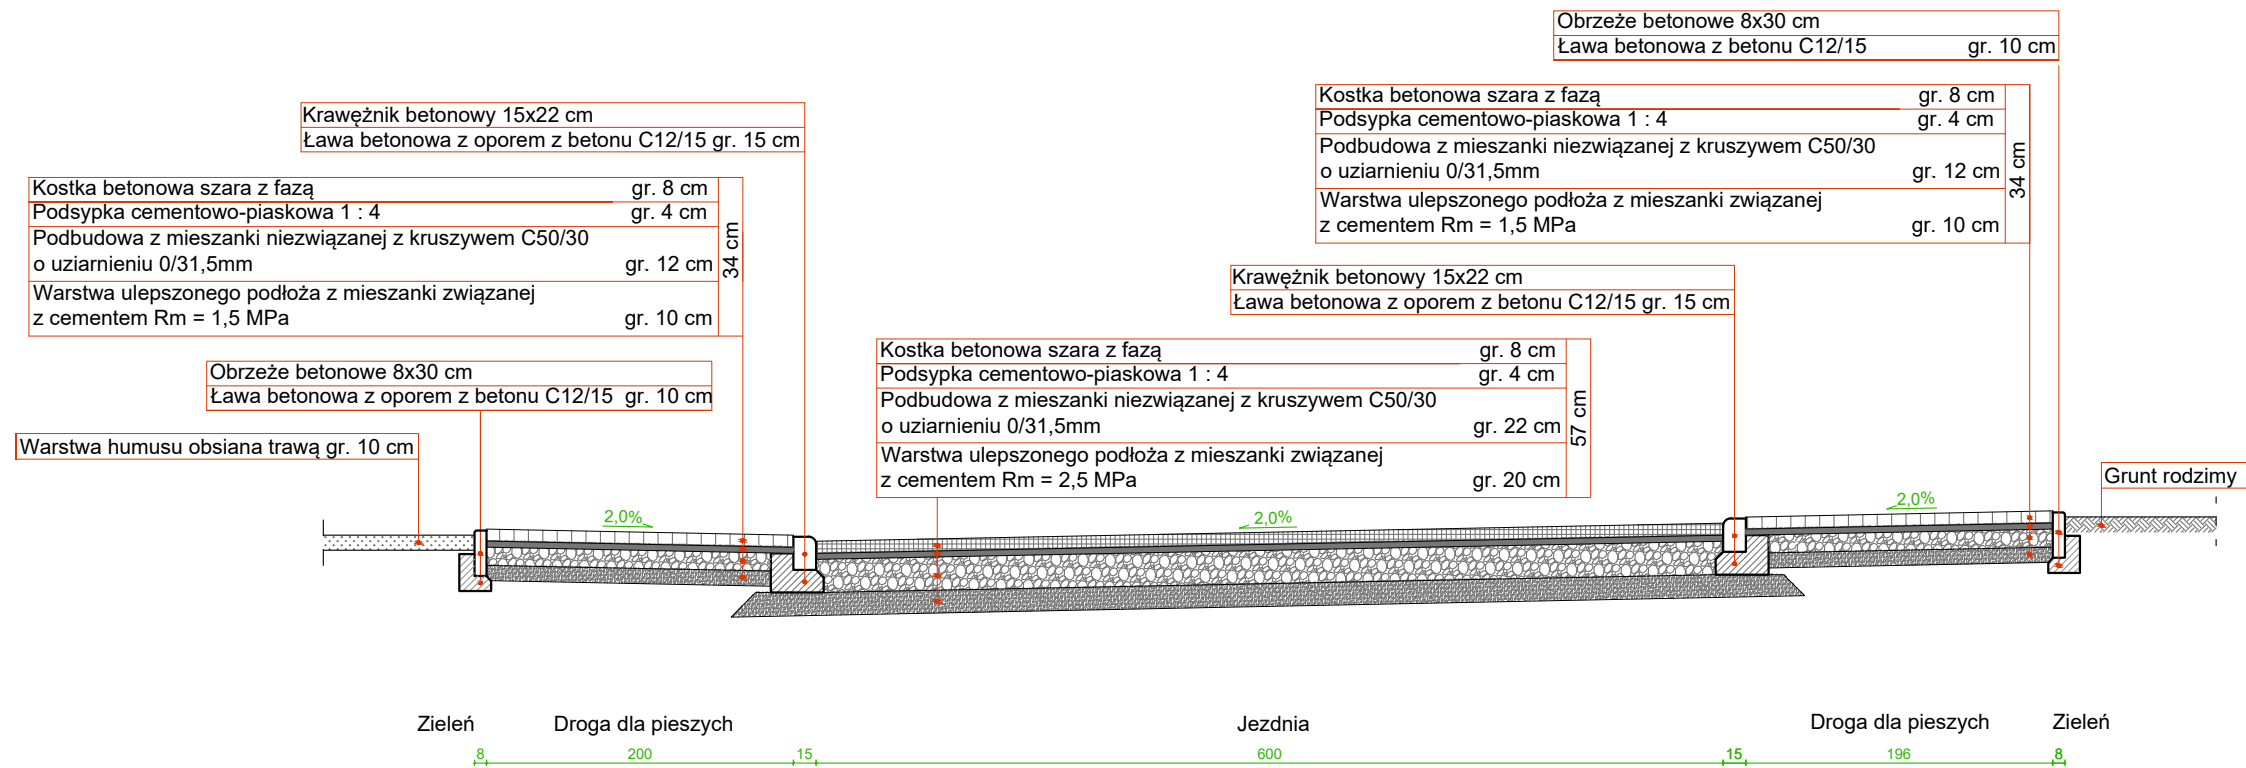 Obrzeże betonowe 8x30 cm
Ława betonowa z betonu C12/15 gr. 10 cm
Kostka betonowa szara z fazą gr. 8 cm
Podsypka cementowo-piaskowa 1 : 4 gr. 4 cm
Podbudowa z mieszanki niezwiązanej z kruszywem C50/30
o uziarnieniu 0/31,5mm gr. 12 cm
Warstwa ulepszonego podłoża z mieszanki związanej
z cementem Rm = 1,5 MPa gr. 10 cm
34 cm
Krawężnik betonowy 15x22 cm
Ława betonowa z oporem z betonu C12/15 gr. 15 cm
Kostka betonowa szara z fazą gr. 8 cm
Podsypka cementowo-piaskowa 1 : 4 gr. 4 cm
Podbudowa z mieszanki niezwiązanej z kruszywem C50/30
o uziarnieniu 0/31,5mm gr. 12 cm
Warstwa ulepszonego podłoża z mieszanki związanej
z cementem Rm = 1,5 MPa gr. 10 cm
34 cm
Krawężnik betonowy 15x22 cm
Ława betonowa z oporem z betonu C12/15 gr. 15 cm
Kostka betonowa szara z fazą gr. 8 cm
Podsypka cementowo-piaskowa 1 : 4 gr. 4 cm
Podbudowa z mieszanki niezwiązanej z kruszywem C50/30
o uziarnieniu 0/31,5mm gr. 22 cm
Warstwa ulepszonego podłoża z mieszanki związanej
z cementem Rm = 2,5 MPa gr. 20 cm
57 cm
Obrzeże betonowe 8x30 cm
Ława betonowa z oporem z betonu C12/15 gr. 10 cm
Warstwa humusu obsiana trawą gr. 10 cm
Grunt rodzimy
2,0%
2,0%
2,0%
Zieleń
Droga dla pieszych
Jezdnia
Droga dla pieszych
Zieleń
8
200
15
600
15
196
8